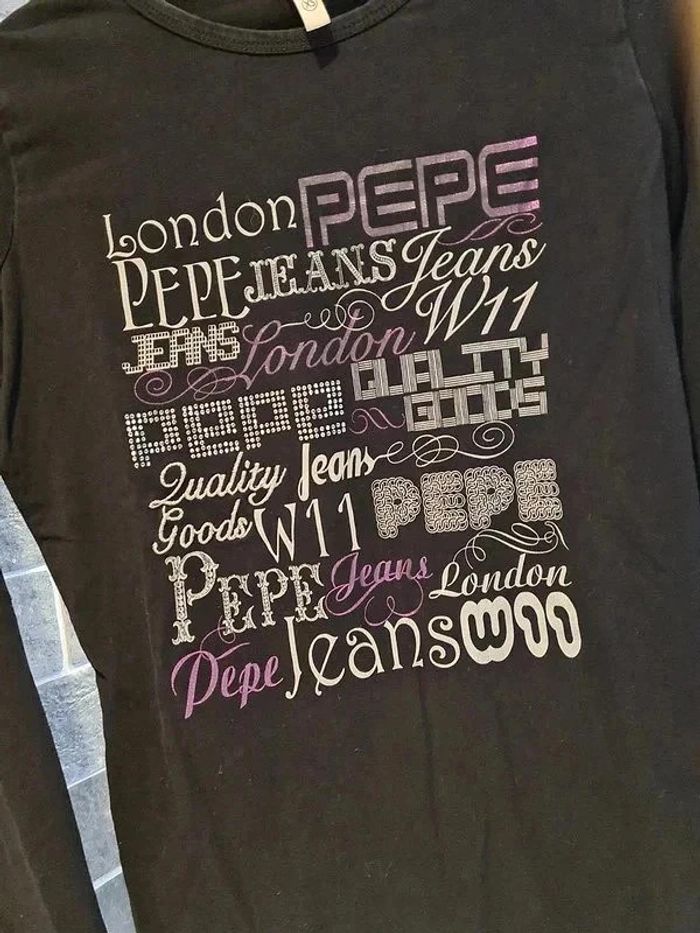 London PEPE
PEPE JEANS Jeans
JEANS London W11
pepe QUALITY
GOODS
Quality Jeans
Goods W11 PEPE
PEPE Jeans London
Pepe Jeans W11